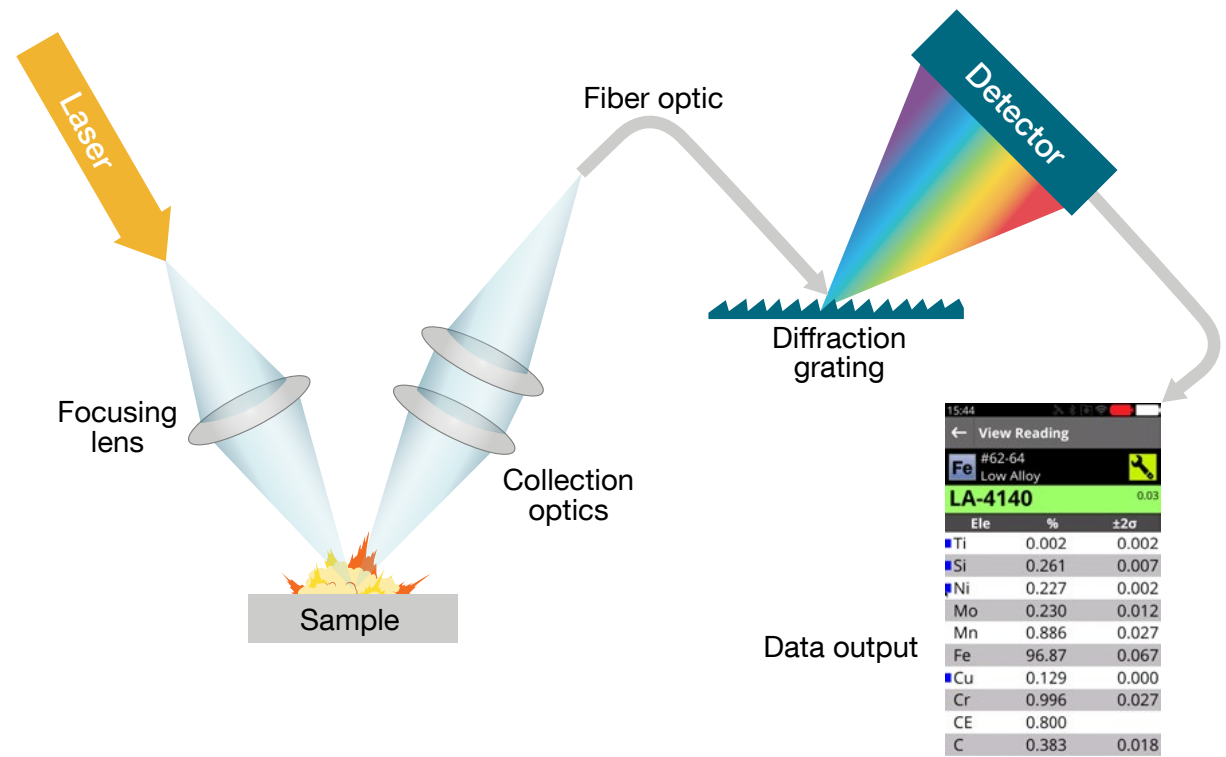 Laser
Fiber optic
Detector
Diffraction
grating
Focusing
lens
Collection
optics
Sample
Data output
15:44
← View Reading
Fe
#62-64
Low Alloy
LA-4140 0.03
Ele % ±2σ
Ti 0.002 0.002
Si 0.261 0.007
Ni 0.227 0.002
Mo 0.230 0.012
Mn 0.886 0.027
Fe 96.87 0.067
Cu 0.129 0.000
Cr 0.996 0.027
CE 0.800
C 0.383 0.018